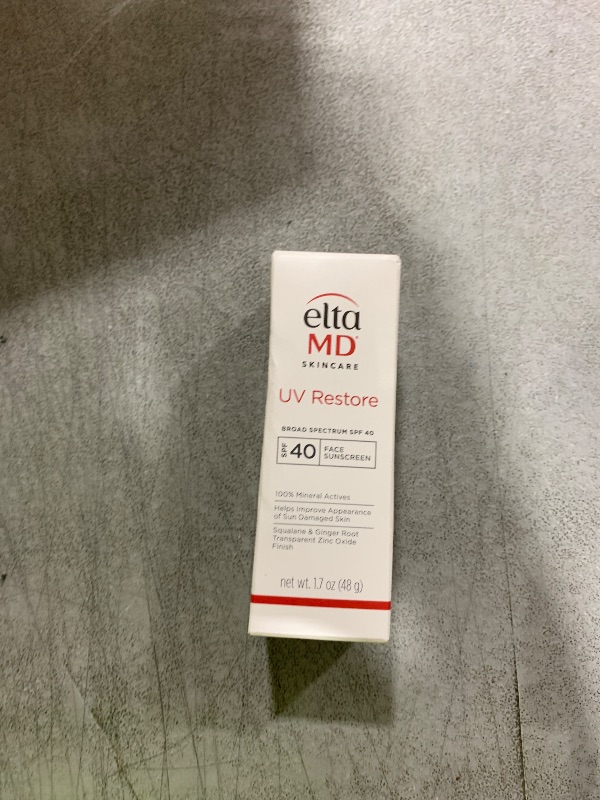 elta
MD®
SKINCARE
UV Restore
BROAD SPECTRUM SPF 40
SPF 40 FACE
SUNSCREEN
100% Mineral Actives
Helps Improve Appearance
of Sun Damaged Skin
Squalane & Ginger Root
Transparent Zinc Oxide
Finish
net wt. 1.7 oz (48 g)